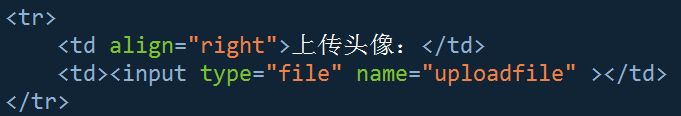 <tr>
    <td align="right">上传头像：</td>
    <td><input type="file" name="uploadfile" ></td>
</tr>